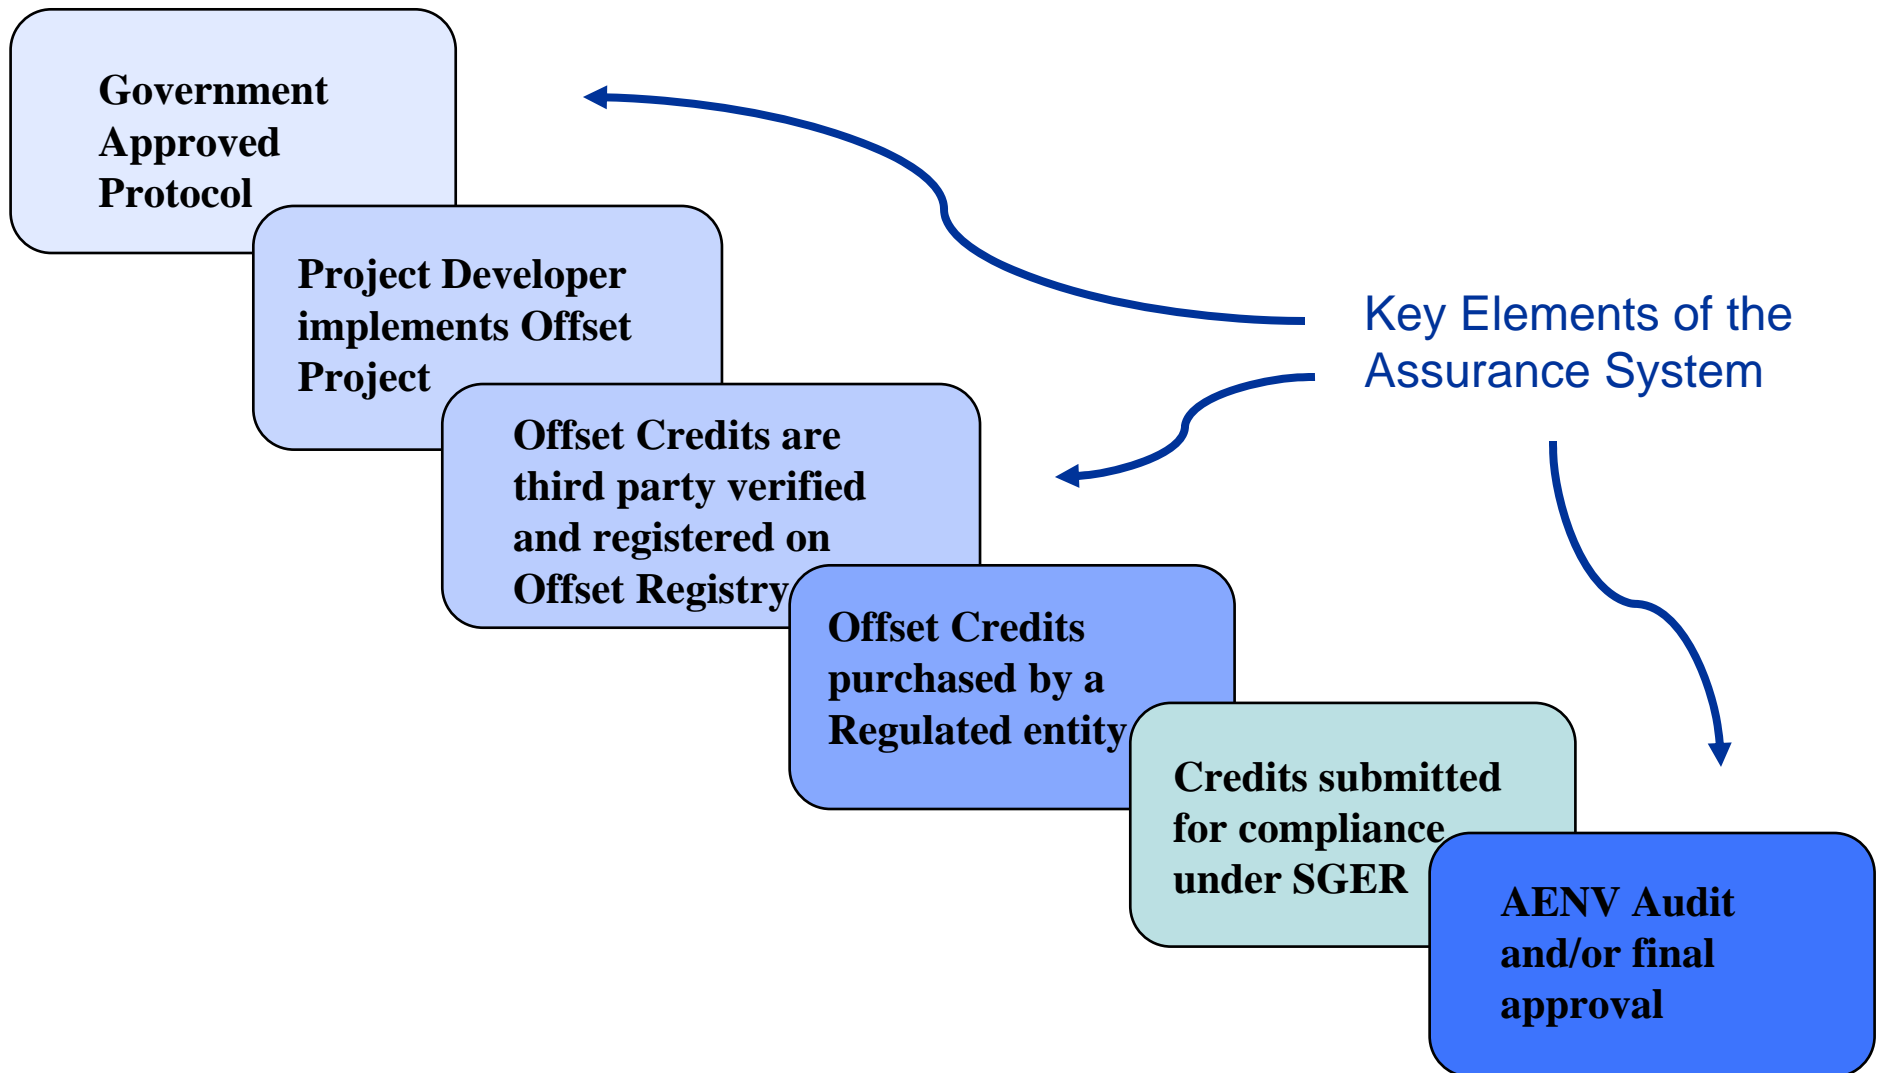 Government
Approved
Protocol
Project Developer
implements Offset
Project
Key Elements of the
Assurance System
Offset Credits are
third party verified
and registered on
Offset Registry
Offset Credits
purchased by a
Regulated entity
Credits submitted
for compliance
under SGER
AENV Audit
and/or final
approval